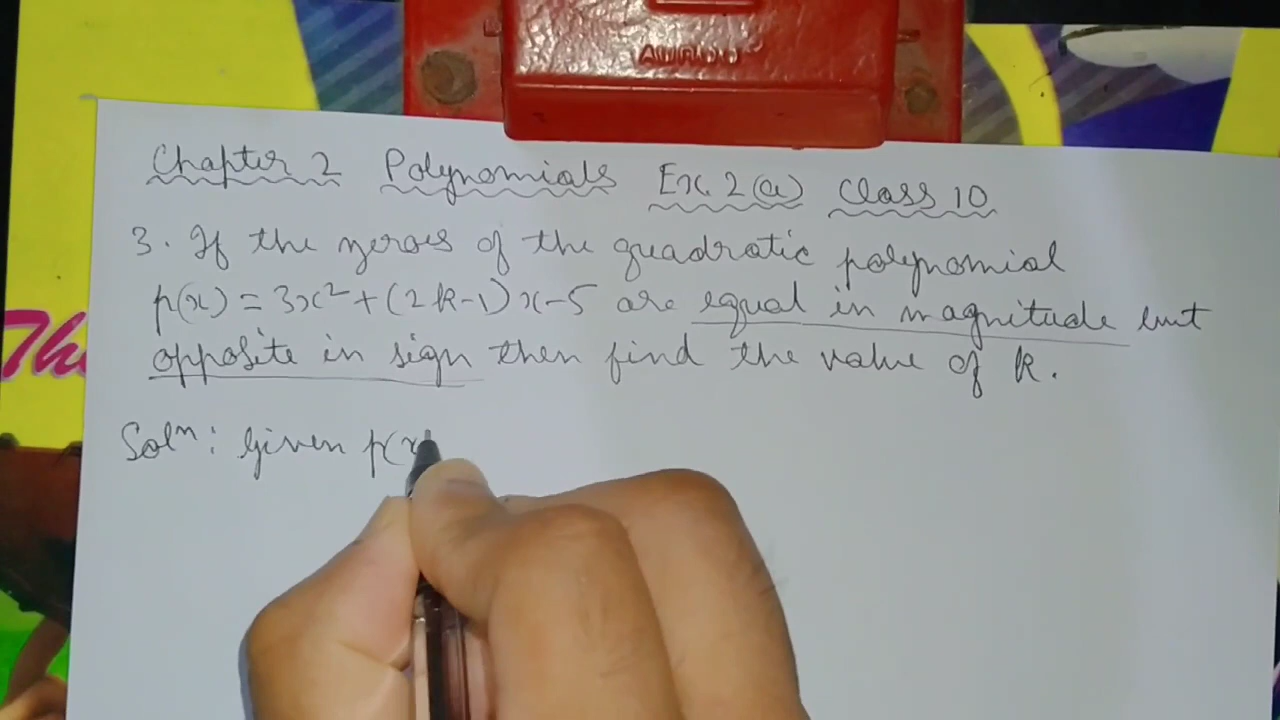 Chapter 2 Polynomials Ex. 2(a) Class 10
3. If the zeroes of the quadratic polynomial
p(x) = 3x² + (2k-1)x-5 are equal in magnitude but
opposite in sign then find the value of k.
Solⁿ: Given p(x